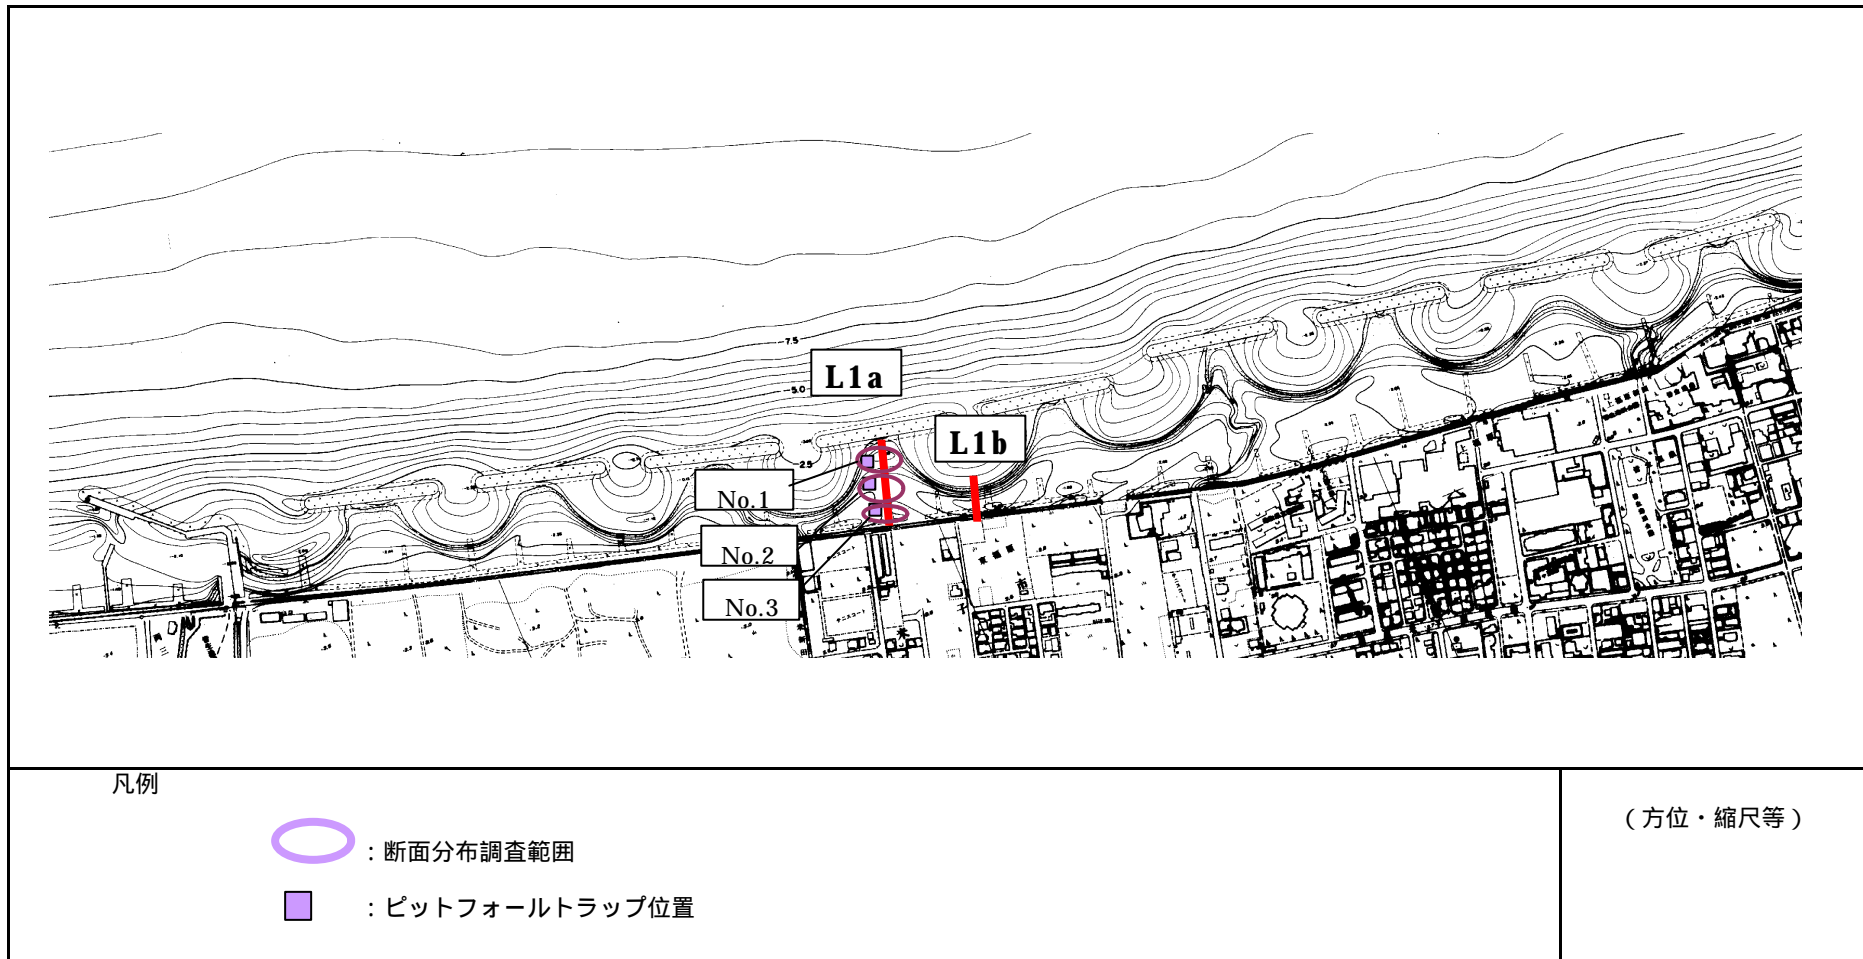 -7.5
L1a
-5.0
L1b
-2.5
No.1
No.2
No.3
凡例
：断面分布調査範囲
：ピットフォールトラップ位置
（方位・縮尺等）